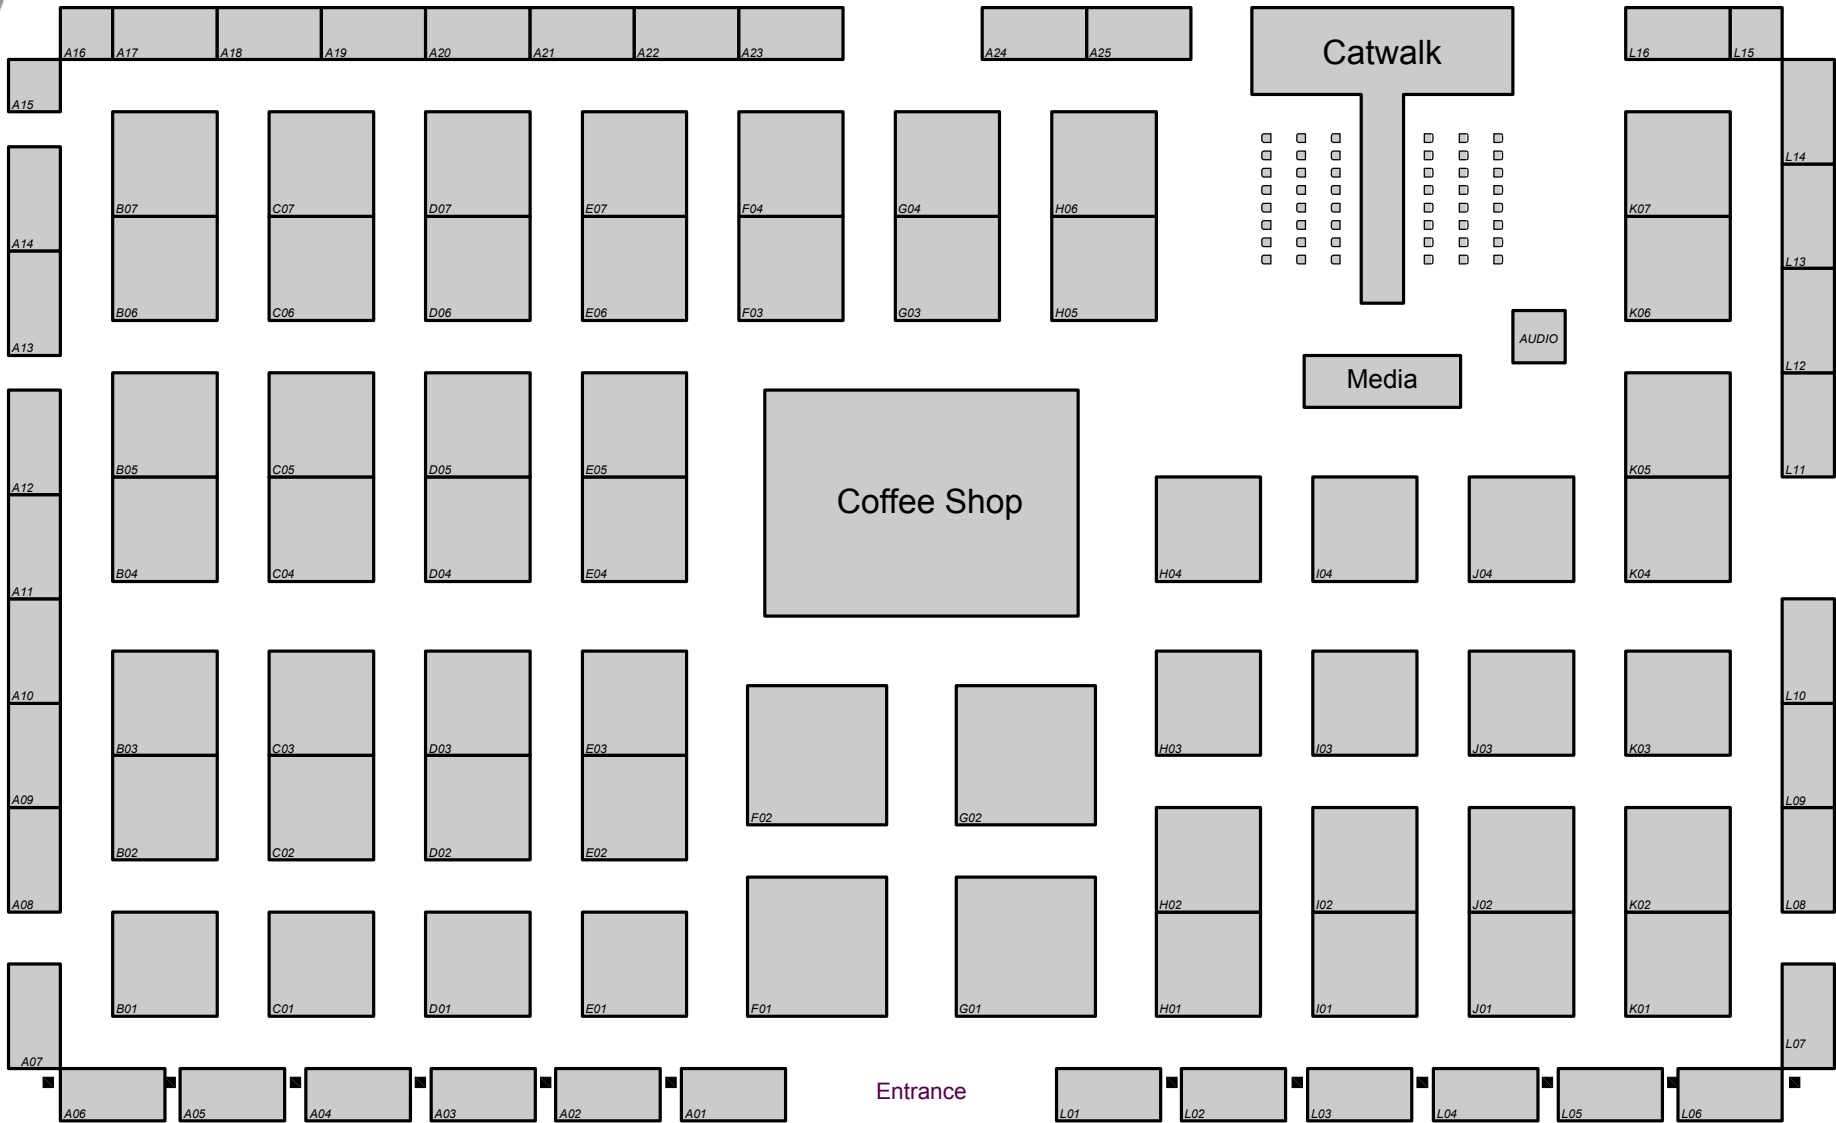 A16 A17 A18 A19 A20 A21 A22 A23 A24 A25 Catwalk L16 L15
A15
L14
B07 C07 D07 E07 F04 G04 H06 K07
A14
L13
B06 C06 D06 E06 F03 G03 H05 K06
AUDIO
A13
L12
Media
B05 C05 D05 E05 K05 L11
A12
Coffee Shop
B04 C04 D04 E04 H04 I04 J04 K04
A11
A10 L10
B03 C03 D03 E03 H03 I03 J03 K03
A09 L09
F02 G02
B02 C02 D02 E02
A08 H02 I02 J02 K02 L08
B01 C01 D01 E01 F01 G01 H01 I01 J01 K01
L07
A07
Entrance
A06 A05 A04 A03 A02 A01 L01 L02 L03 L04 L05 L06